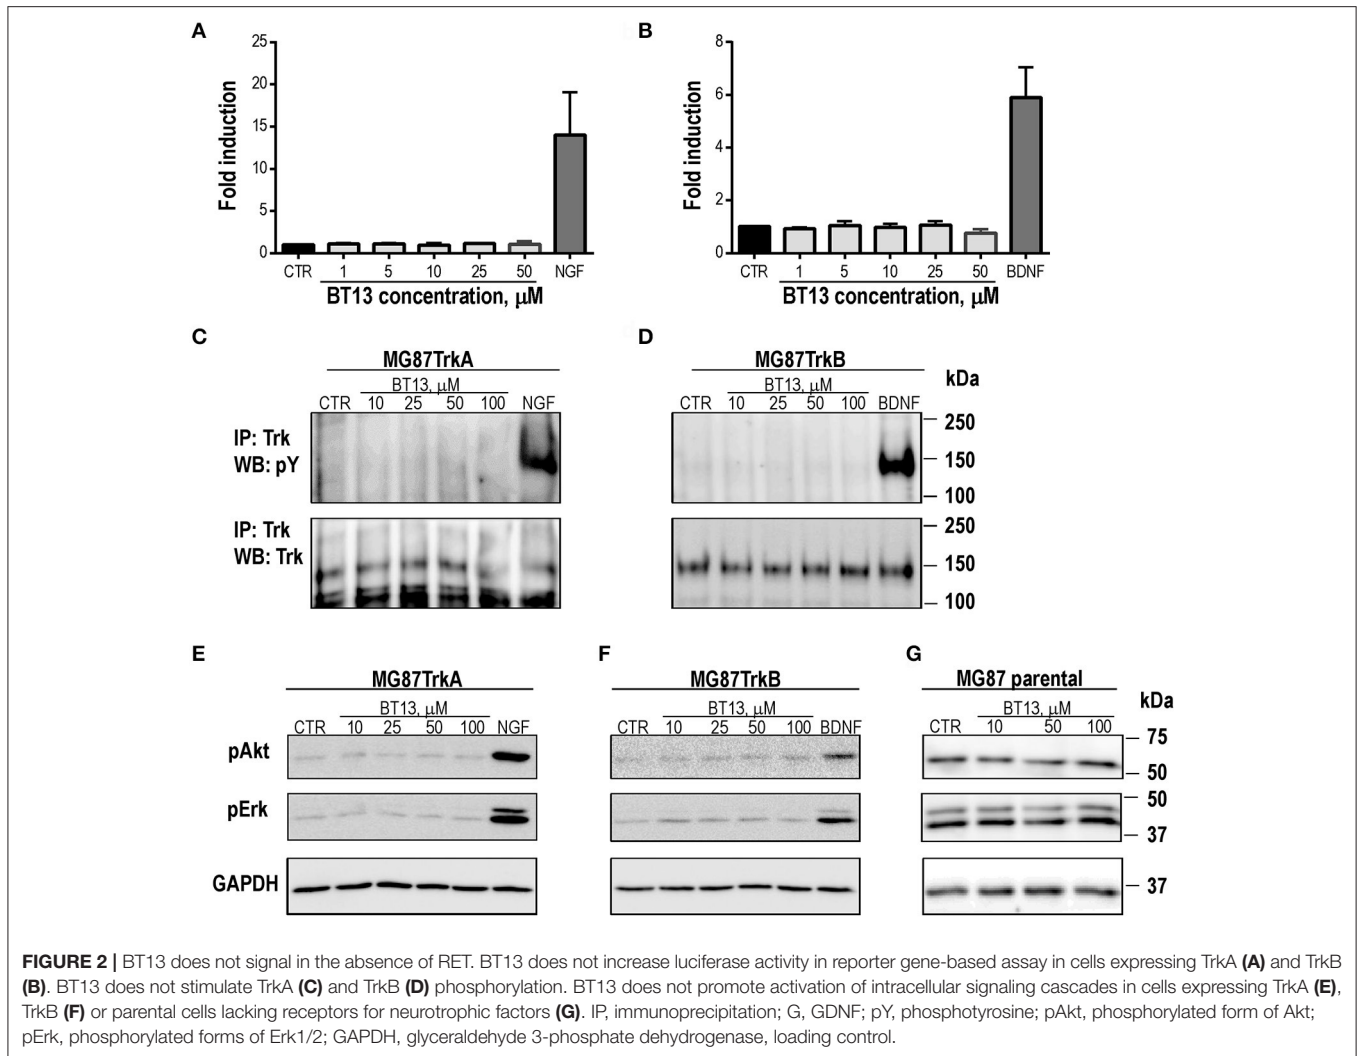 A
25
20
15
10
5
0
Fold induction
CTR 1 5 10 25 50 NGF
BT13 concentration, μM
B
8
6
4
2
0
Fold induction
CTR 1 5 10 25 50 BDNF
BT13 concentration, μM
C
MG87TrkA
BT13, μM
CTR 10 25 50 100 NGF
IP: Trk
WB: pY
IP: Trk
WB: Trk
D
MG87TrkB
BT13, μM
CTR 10 25 50 100 BDNF
kDa
250
150
100
250
150
100
E
MG87TrkA
BT13, μM
CTR 10 25 50 100 NGF
pAkt
pErk
GAPDH
F
MG87TrkB
BT13, μM
CTR 10 25 50 100 BDNF
G
MG87 parental
BT13, μM
CTR 10 50 100
kDa
75
50
50
37
37
FIGURE 2 | BT13 does not signal in the absence of RET. BT13 does not increase luciferase activity in reporter gene-based assay in cells expressing TrkA (A) and TrkB
(B). BT13 does not stimulate TrkA (C) and TrkB (D) phosphorylation. BT13 does not promote activation of intracellular signaling cascades in cells expressing TrkA (E),
TrkB (F) or parental cells lacking receptors for neurotrophic factors (G). IP, immunoprecipitation; G, GDNF; pY, phosphotyrosine; pAkt, phosphorylated form of Akt;
pErk, phosphorylated forms of Erk1/2; GAPDH, glyceraldehyde 3-phosphate dehydrogenase, loading control.